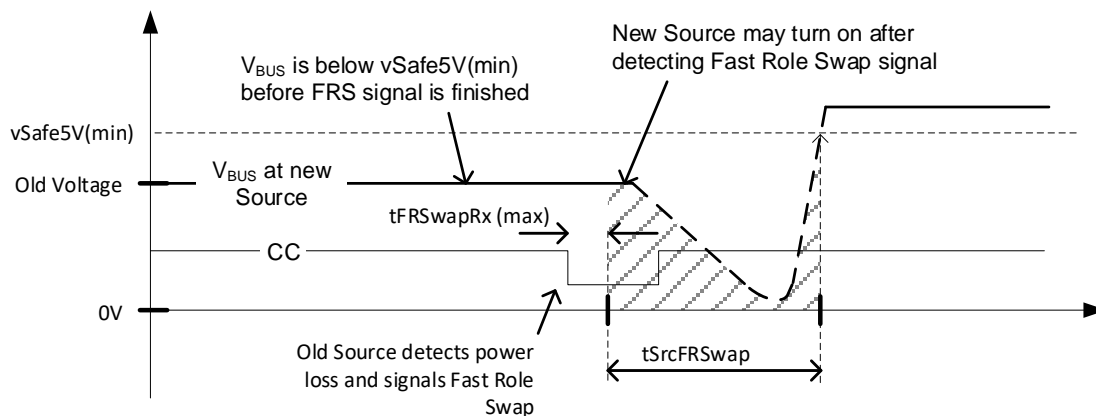 V_BUS is below vSafe5V(min)
before FRS signal is finished
New Source may turn on after
detecting Fast Role Swap signal
vSafe5V(min)
Old Voltage
V_BUS at new
Source
tFRSwapRx (max)
CC
0V
Old Source detects power
loss and signals Fast Role
Swap
tSrcFRSwap